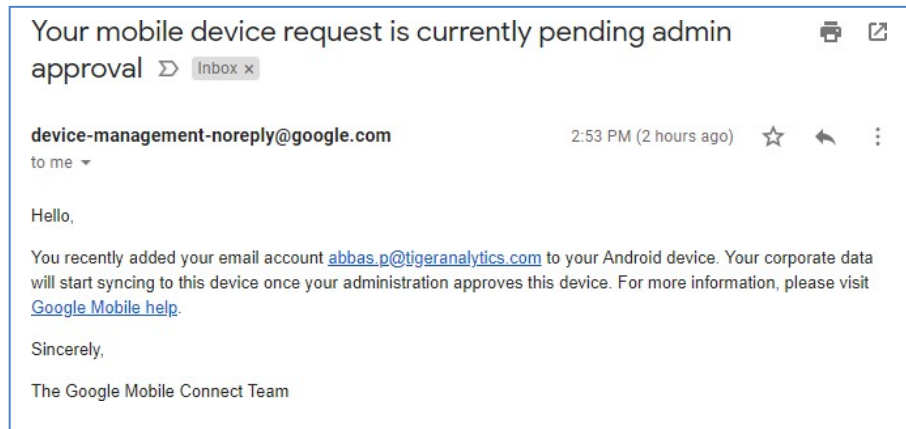 Your mobile device request is currently pending admin
approval Inbox x
device-management-noreply@google.com 2:53 PM (2 hours ago)
to me
Hello,
You recently added your email account abbas.p@tigeranalytics.com to your Android device. Your corporate data
will start syncing to this device once your administration approves this device. For more information, please visit
Google Mobile help.
Sincerely,
The Google Mobile Connect Team